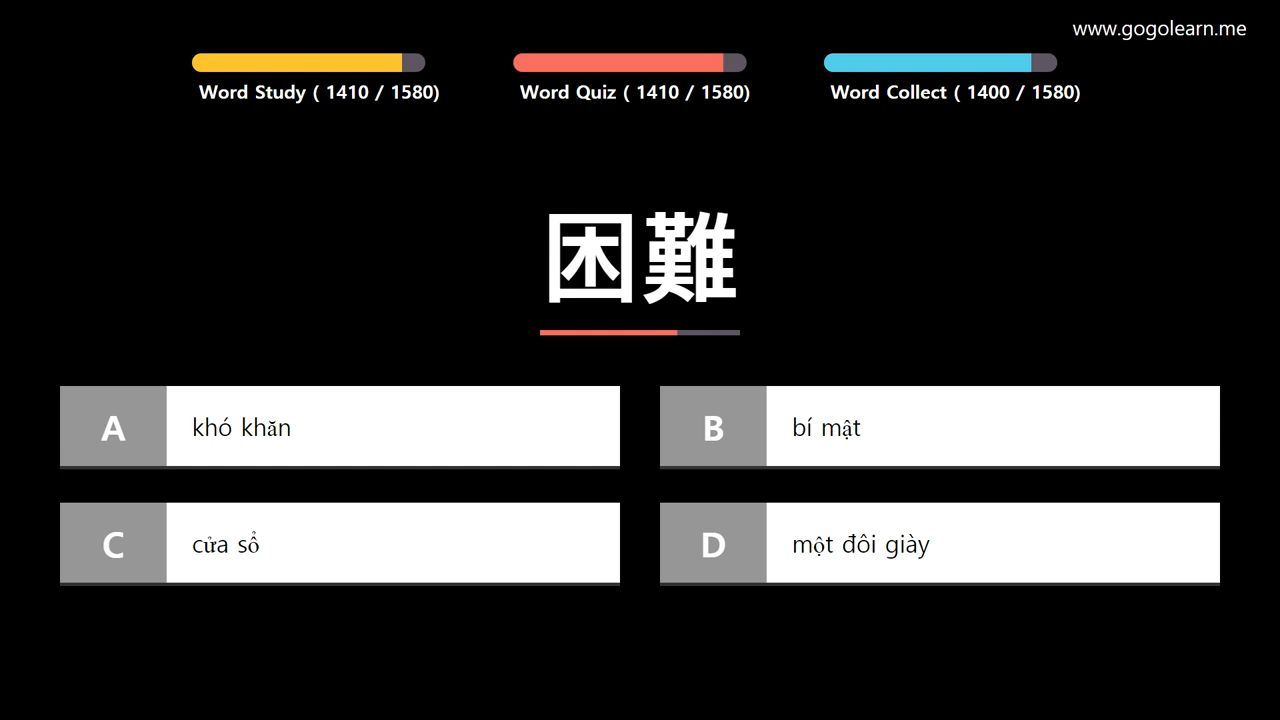 www.gogolearn.me
Word Study ( 1410 / 1580)
Word Quiz ( 1410 / 1580)
Word Collect ( 1400 / 1580)
困難
A khó khăn
B bí mật
C cửa sổ
D một đôi giày